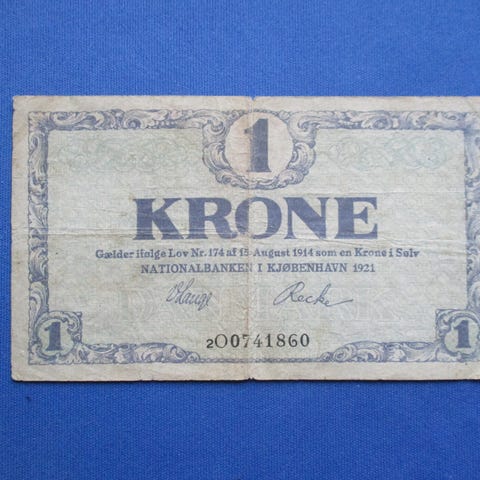 1
KRONE
Gælder ifølge Lov Nr. 174 af 15 August 1914 som en Krone i Sølv
NATIONALBANKEN I KJØBENHAVN 1921
V Lange Recke
2O0741860
1 1